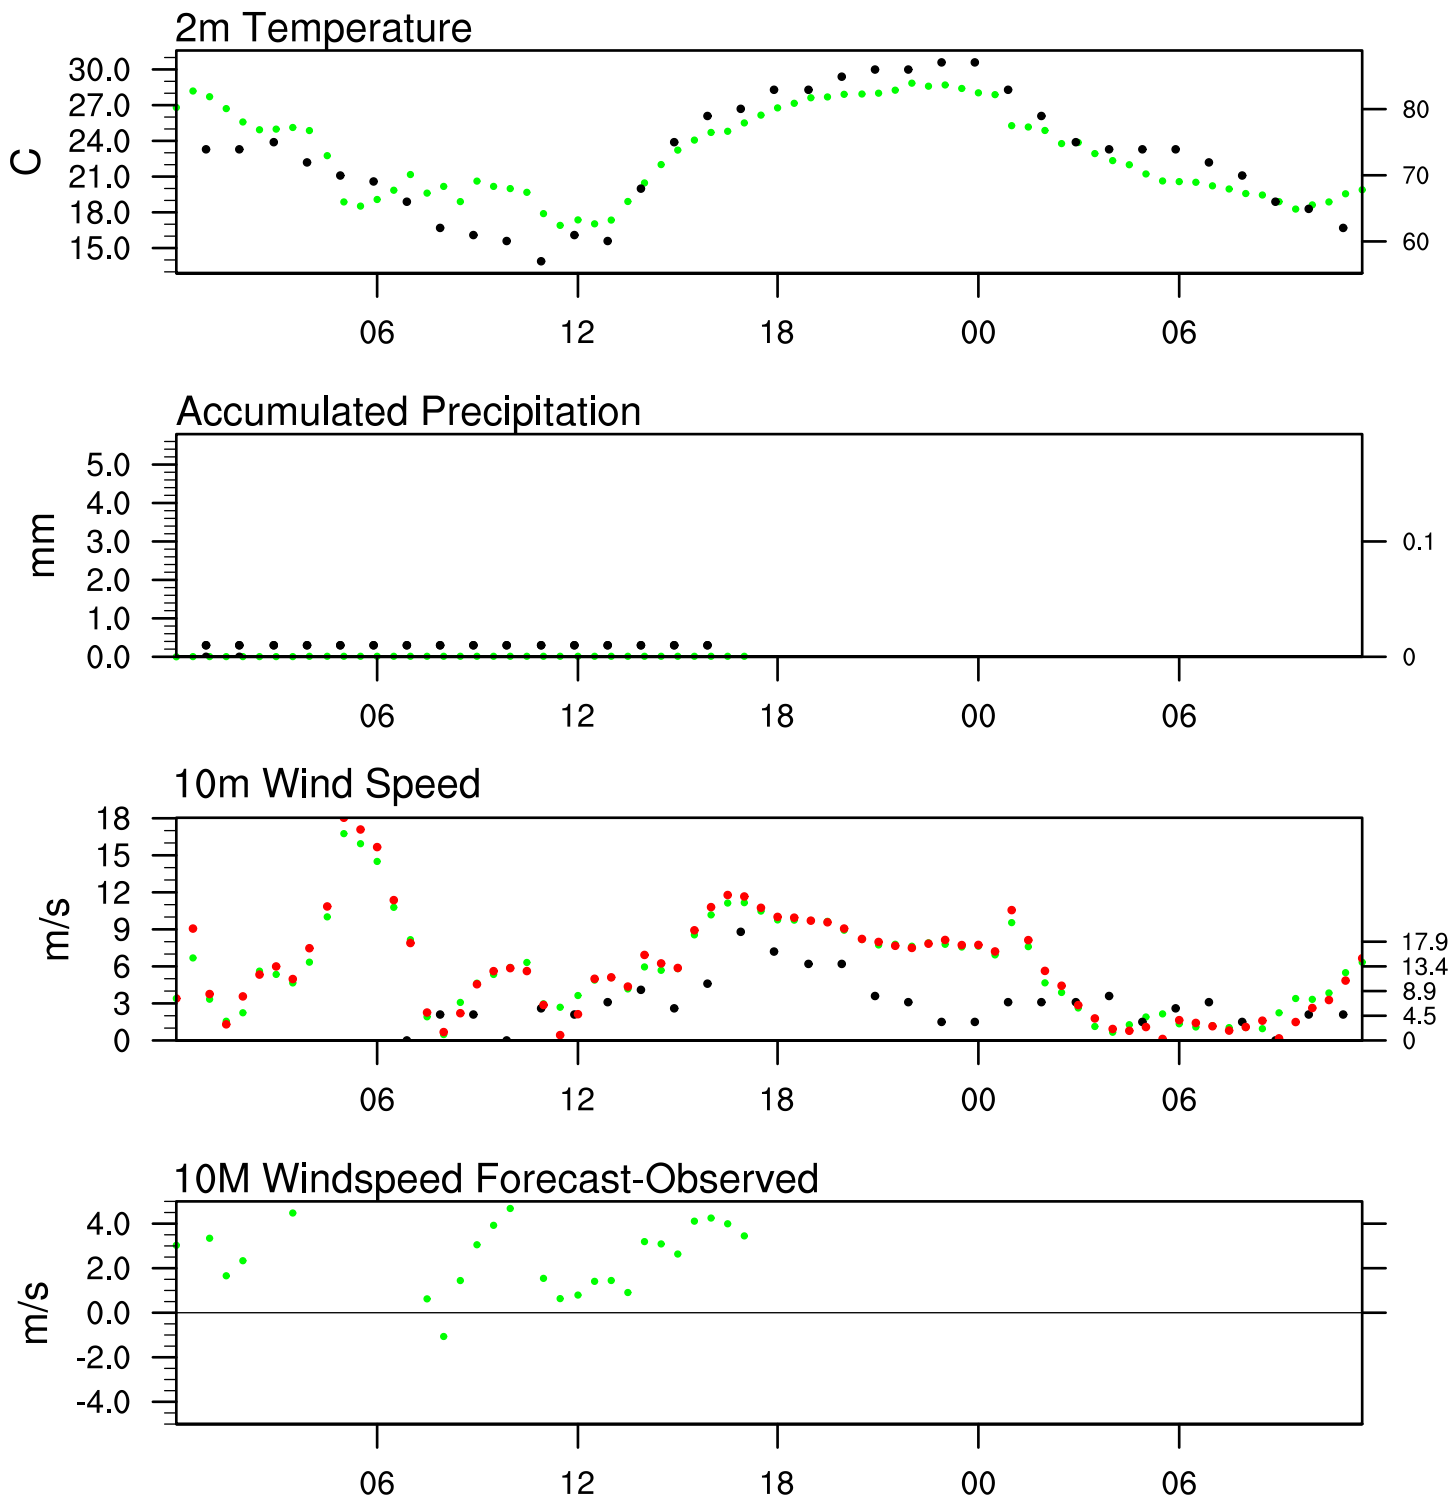 2m Temperature
30.0
27.0
24.0
21.0
18.0
15.0
C
80
70
60
06 12 18 00 06
Accumulated Precipitation
5.0
4.0
3.0
2.0
1.0
0.0
mm
0.1
0
06 12 18 00 06
10m Wind Speed
18
15
12
9
6
3
0
m/s
17.9
13.4
8.9
4.5
0
06 12 18 00 06
10M Windspeed Forecast-Observed
4.0
2.0
0.0
-2.0
-4.0
m/s
06 12 18 00 06